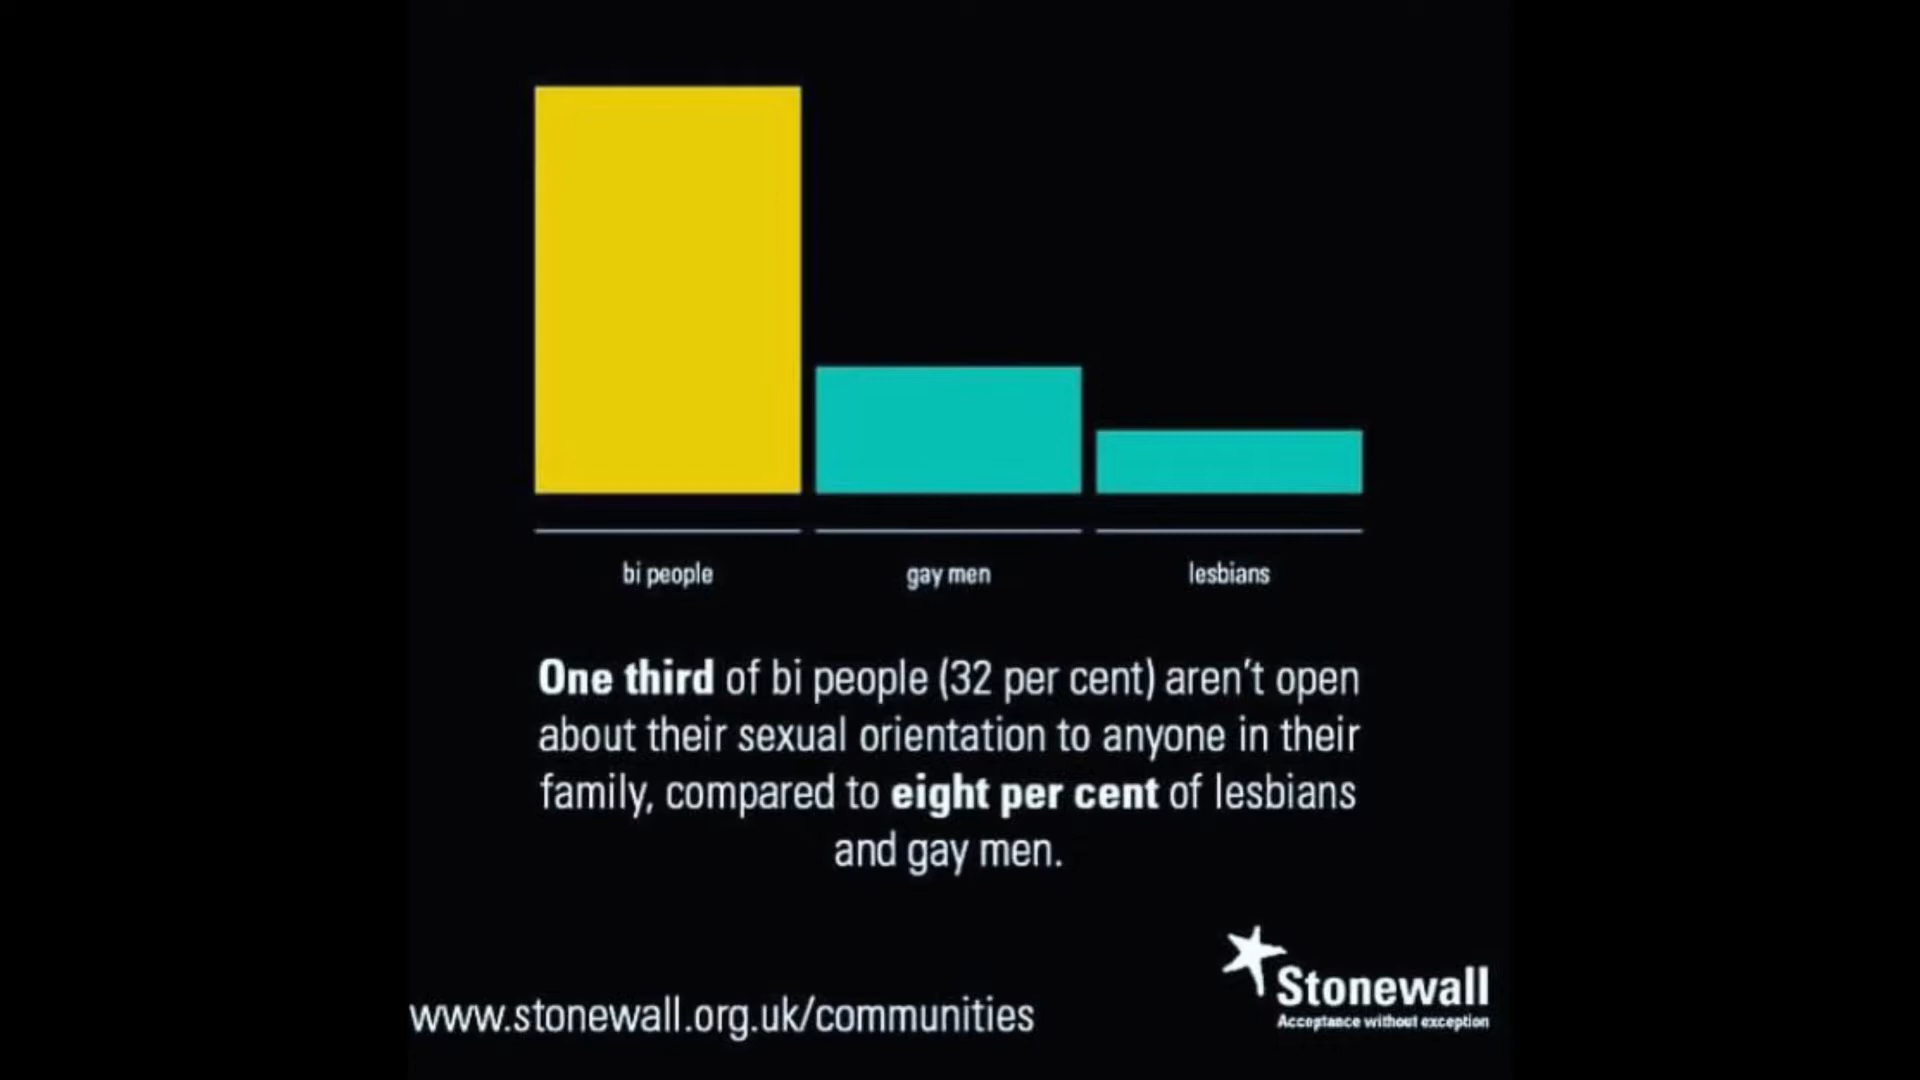 bi people
gay men
lesbians
One third of bi people (32 per cent) aren't open
about their sexual orientation to anyone in their
family, compared to eight per cent of lesbians
and gay men.
Stonewall
Acceptance without exception
www.stonewall.org.uk/communities